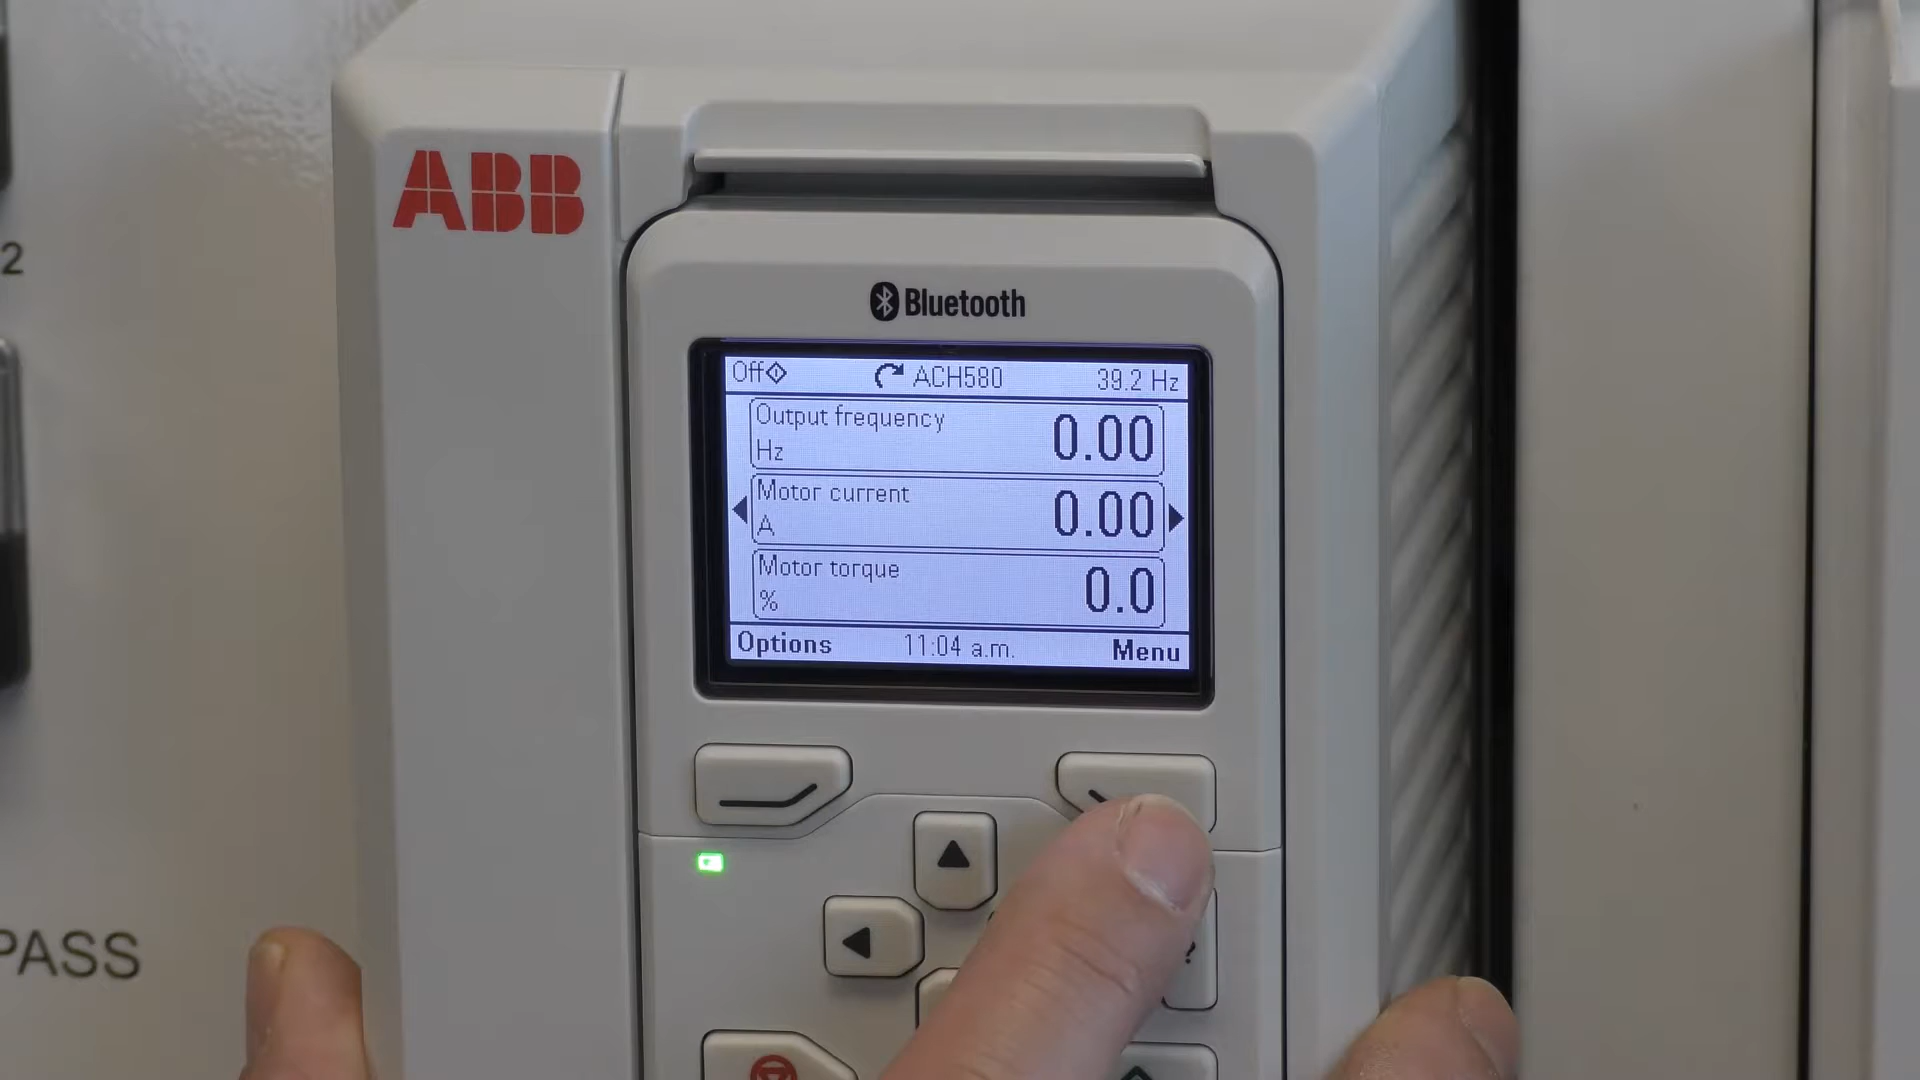 ABB
2
Bluetooth
Off ACH580 39.2 Hz
Output frequency
Hz
0.00
Motor current
A
0.00
Motor torque
%
0.0
Options 11:04 a.m. Menu
?
PASS